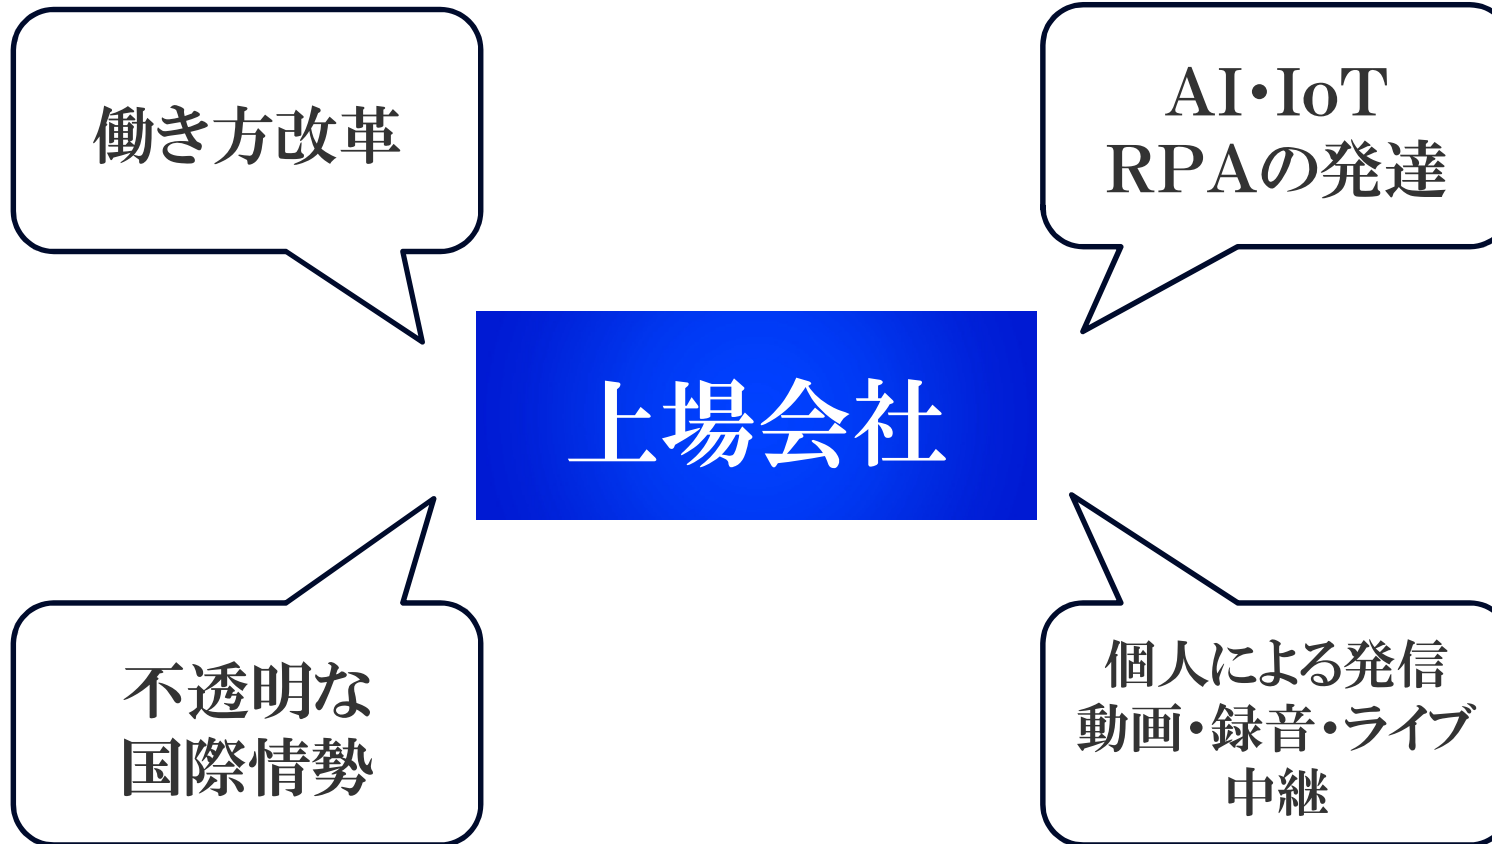 働き方改革
AI・IoT
RPAの発達
上場会社
不透明な
国際情勢
個人による発信
動画・録音・ライブ
中継